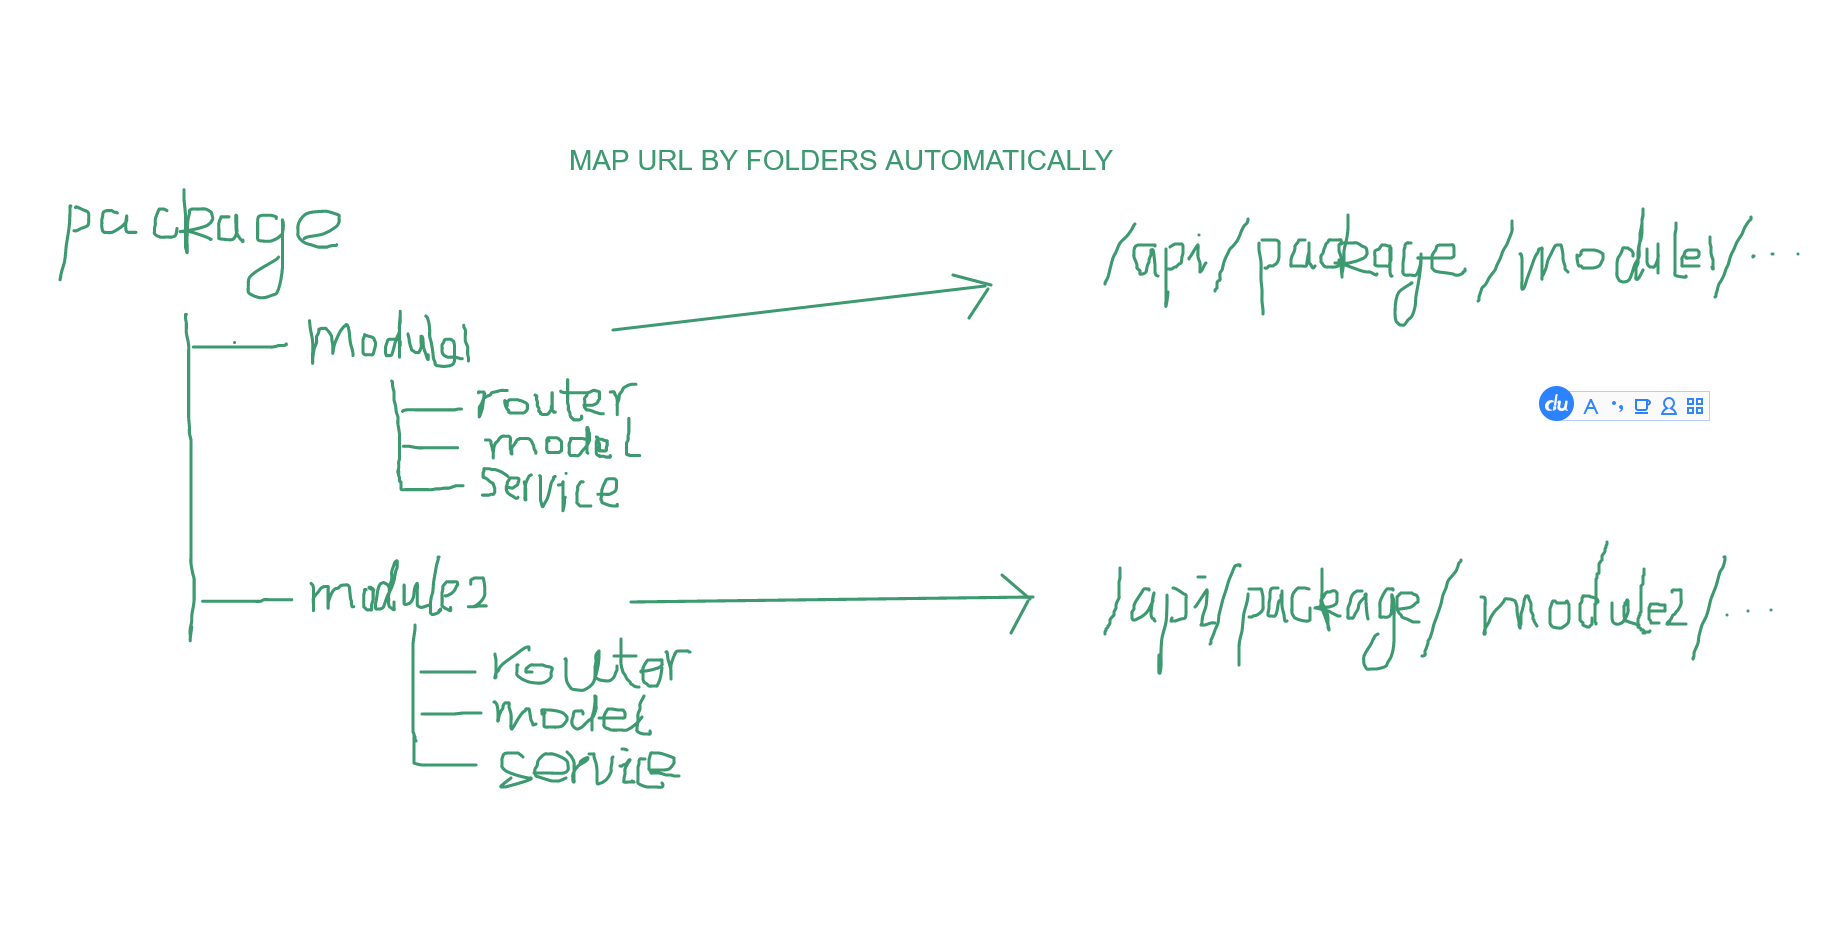 MAP URL BY FOLDERS AUTOMATICALLY
package
/api/package/module1/...
module1
router
model
service
du A
module2
/api/package/module2/...
router
model
service